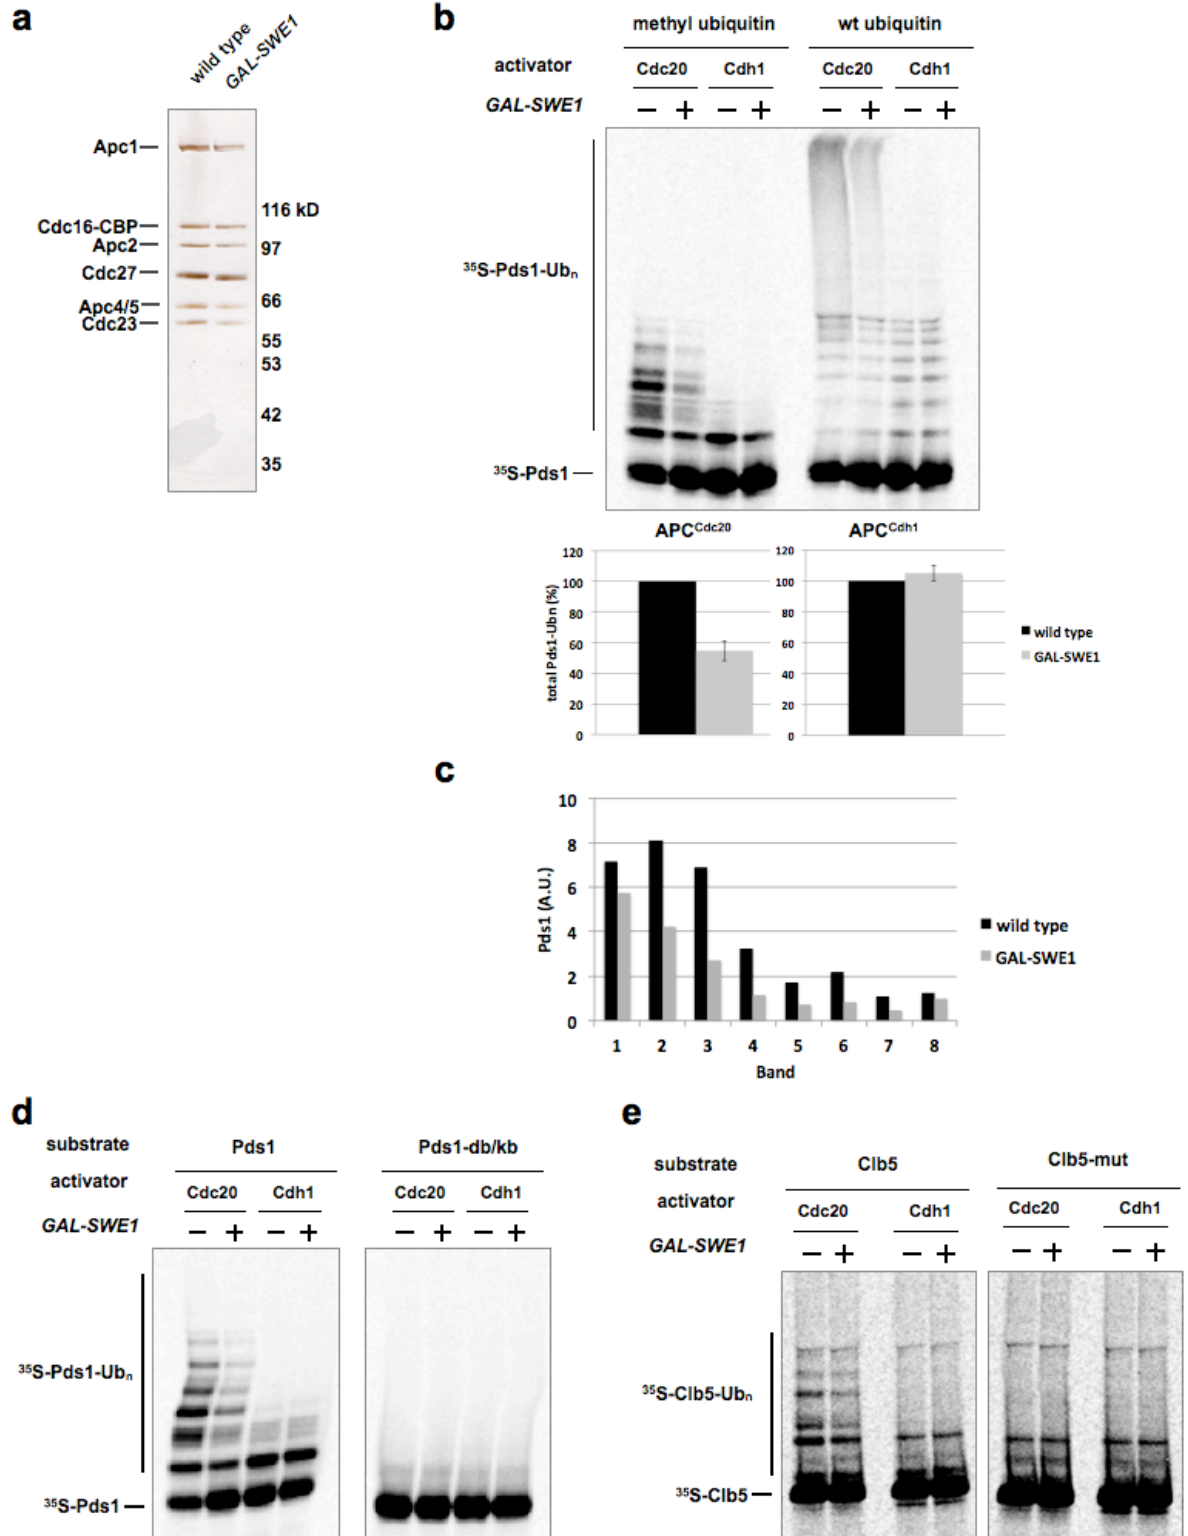 a
wild type
GAL-SWE1
Apc1
Cdc16-CBP
Apc2
Cdc27
Apc4/5
Cdc23
116 kD
97
66
55
53
42
35
b
methyl ubiquitin wt ubiquitin
activator Cdc20 Cdh1 Cdc20 Cdh1
GAL-SWE1 − + − + − + − +
³⁵S-Pds1-Ubₙ
³⁵S-Pds1
APC^Cdc20 APC^Cdh1
total Pds1-Ubn (%)
120
100
80
60
40
20
0
120
100
80
60
40
20
0
wild type
GAL-SWE1
c
Pds1 (A.U.)
10
8
6
4
2
0
1 2 3 4 5 6 7 8
Band
wild type
GAL-SWE1
d
substrate Pds1 Pds1-db/kb
activator Cdc20 Cdh1 Cdc20 Cdh1
GAL-SWE1 − + − + − + − +
³⁵S-Pds1-Ubₙ
³⁵S-Pds1
e
substrate Clb5 Clb5-mut
activator Cdc20 Cdh1 Cdc20 Cdh1
GAL-SWE1 − + − + − + − +
³⁵S-Clb5-Ubₙ
³⁵S-Clb5